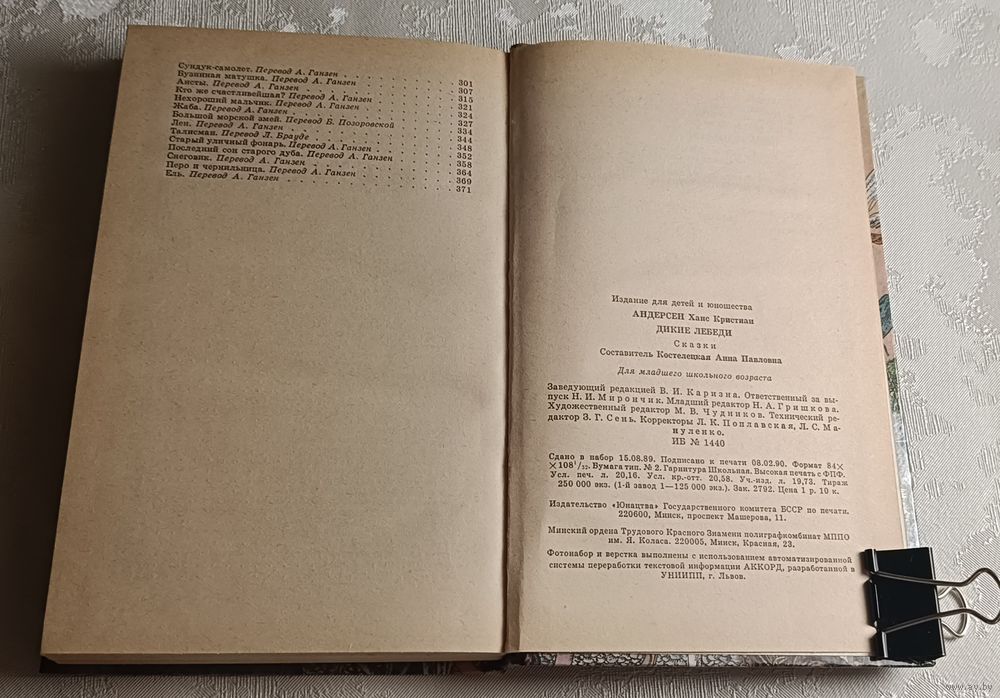 Сундук-самолет. Перевод А. Ганзен . . . . . . . . 301
Бузинная матушка. Перевод А. Ганзен . . . . . . . . 307
Аисты. Перевод А. Ганзен . . . . . . . . 315
Кто же счастливейшая? Перевод А. Ганзен . . . . . . . . 321
Нехороший мальчик. Перевод А. Ганзен . . . . . . . . 324
Жаба. Перевод А. Ганзен . . . . . . . . 327
Большой морской змей. Перевод Б. Позоровской . . . . . . . . 334
Лен. Перевод А. Ганзен . . . . . . . . 344
Талисман. Перевод Л. Брауде . . . . . . . . 348
Старый уличный фонарь. Перевод А. Ганзен . . . . . . . . 352
Последний сон старого дуба. Перевод А. Ганзен . . . . . . . . 358
Снеговик. Перевод А. Ганзен . . . . . . . . 364
Перо и чернильница. Перевод А. Ганзен . . . . . . . . 369
Ель. Перевод А. Ганзен . . . . . . . . 371
Издание для детей и юношества
АНДЕРСЕН Ханс Кристиан
ДИКИЕ ЛЕБЕДИ
Сказки
Составитель Костелецкая Анна Павловна
Для младшего школьного возраста
Заведующий редакцией В. И. Каризна. Ответственный за вы-
пуск Н. И. Мирончик. Младший редактор Н. А. Гришкова.
Художественный редактор М. В. Чудников. Технический ре-
дактор З. Г. Сень. Корректоры Л. К. Поплавская, Л. С. Ма-
нуленко.
ИБ № 1440
Сдано в набор 15.08.89. Подписано к печати 08.02.90. Формат 84×
×108¹/₃₂. Бумага тип. № 2. Гарнитура Школьная. Высокая печать с ФПФ.
Усл. печ. л. 20,16. Усл. кр.-отт. 20,58. Уч.-изд. л. 19,73. Тираж
250 000 экз. (1-й завод 1—125 000 экз.). Зак. 2792. Цена 1 р. 10 к.
Издательство «Юнацтва» Государственного комитета БССР по печати.
220600, Минск, проспект Машерова, 11.
Минский ордена Трудового Красного Знамени полиграфкомбинат МППО
им. Я. Коласа. 220005, Минск, Красная, 23.
Фотонабор и верстка выполнены с использованием автоматизированной
системы переработки текстовой информации АККОРД, разработанной в
УНИИПП, г. Львов.
www.ay.by